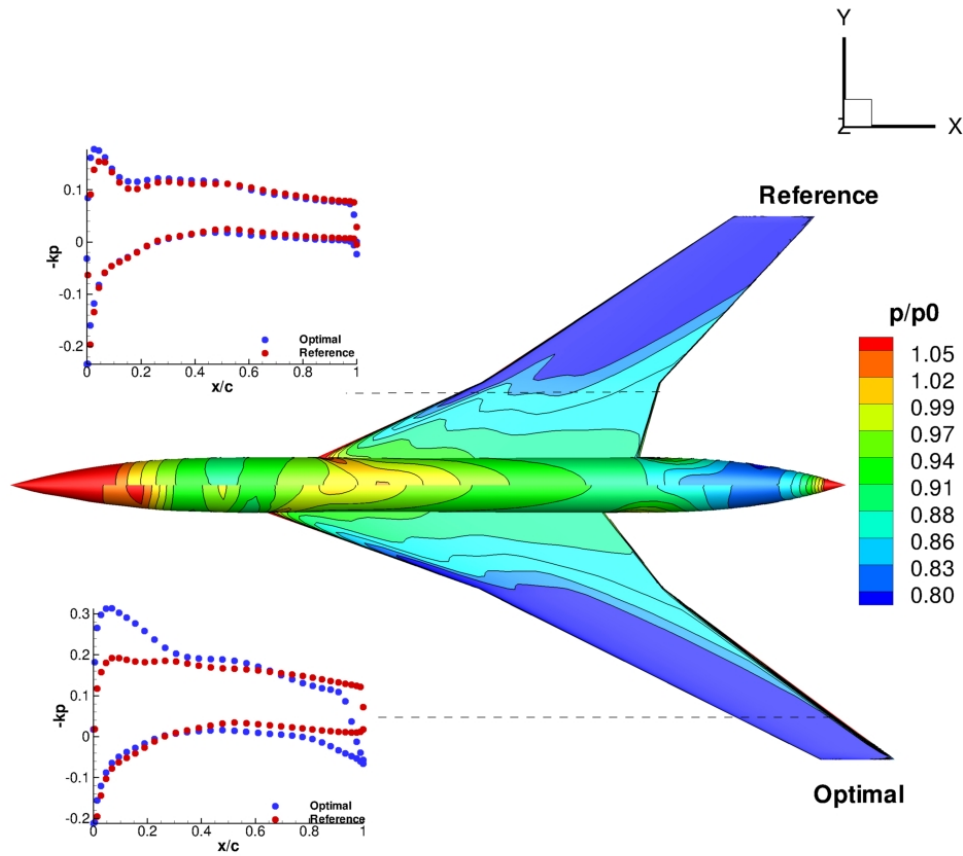 Y
Z
X
Reference
0.1
0
-0.1
-0.2
-kp
Optimal
Reference
0 0.2 0.4 0.6 0.8 1
x/c
p/p0
1.05
1.02
0.99
0.97
0.94
0.91
0.88
0.86
0.83
0.80
0.3
0.2
0.1
0
-0.1
-0.2
-kp
Optimal
Reference
0 0.2 0.4 0.6 0.8 1
x/c
Optimal